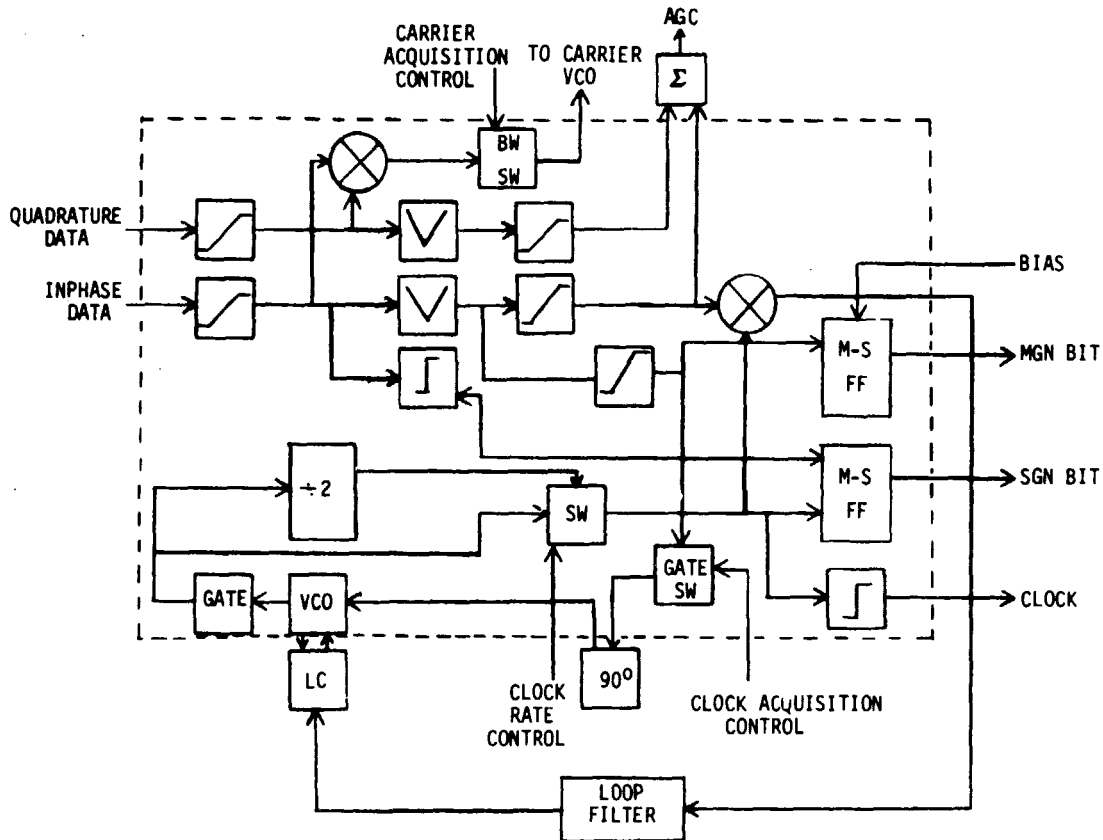 AGC
CARRIER
ACQUISITION
CONTROL
TO CARRIER
VCO
Σ
BW
SW
QUADRATURE
DATA
INPHASE
DATA
BIAS
M-S
FF
MGN BIT
M-S
FF
SGN BIT
÷2
SW
GATE
SW
GATE
VCO
CLOCK
LC
90°
CLOCK
RATE
CONTROL
CLOCK ACQUISITION
CONTROL
LOOP
FILTER